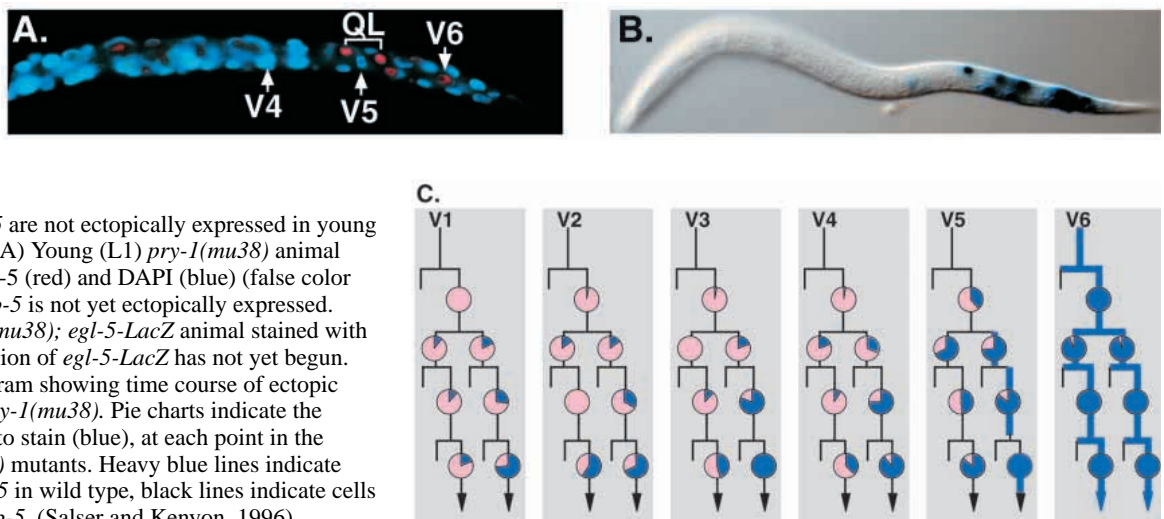 A.
QL
V6
V4
V5
B.
5 are not ectopically expressed in young
(A) Young (L1) pry-1(mu38) animal
-5 (red) and DAPI (blue) (false color
-5 is not yet ectopically expressed.
mu38); egl-5-LacZ animal stained with
ion of egl-5-LacZ has not yet begun.
ram showing time course of ectopic
ry-1(mu38). Pie charts indicate the
to stain (blue), at each point in the
) mutants. Heavy blue lines indicate
5 in wild type, black lines indicate cells
-5. (Salser and Kenyon, 1996)
C.
V1 V2 V3 V4 V5 V6